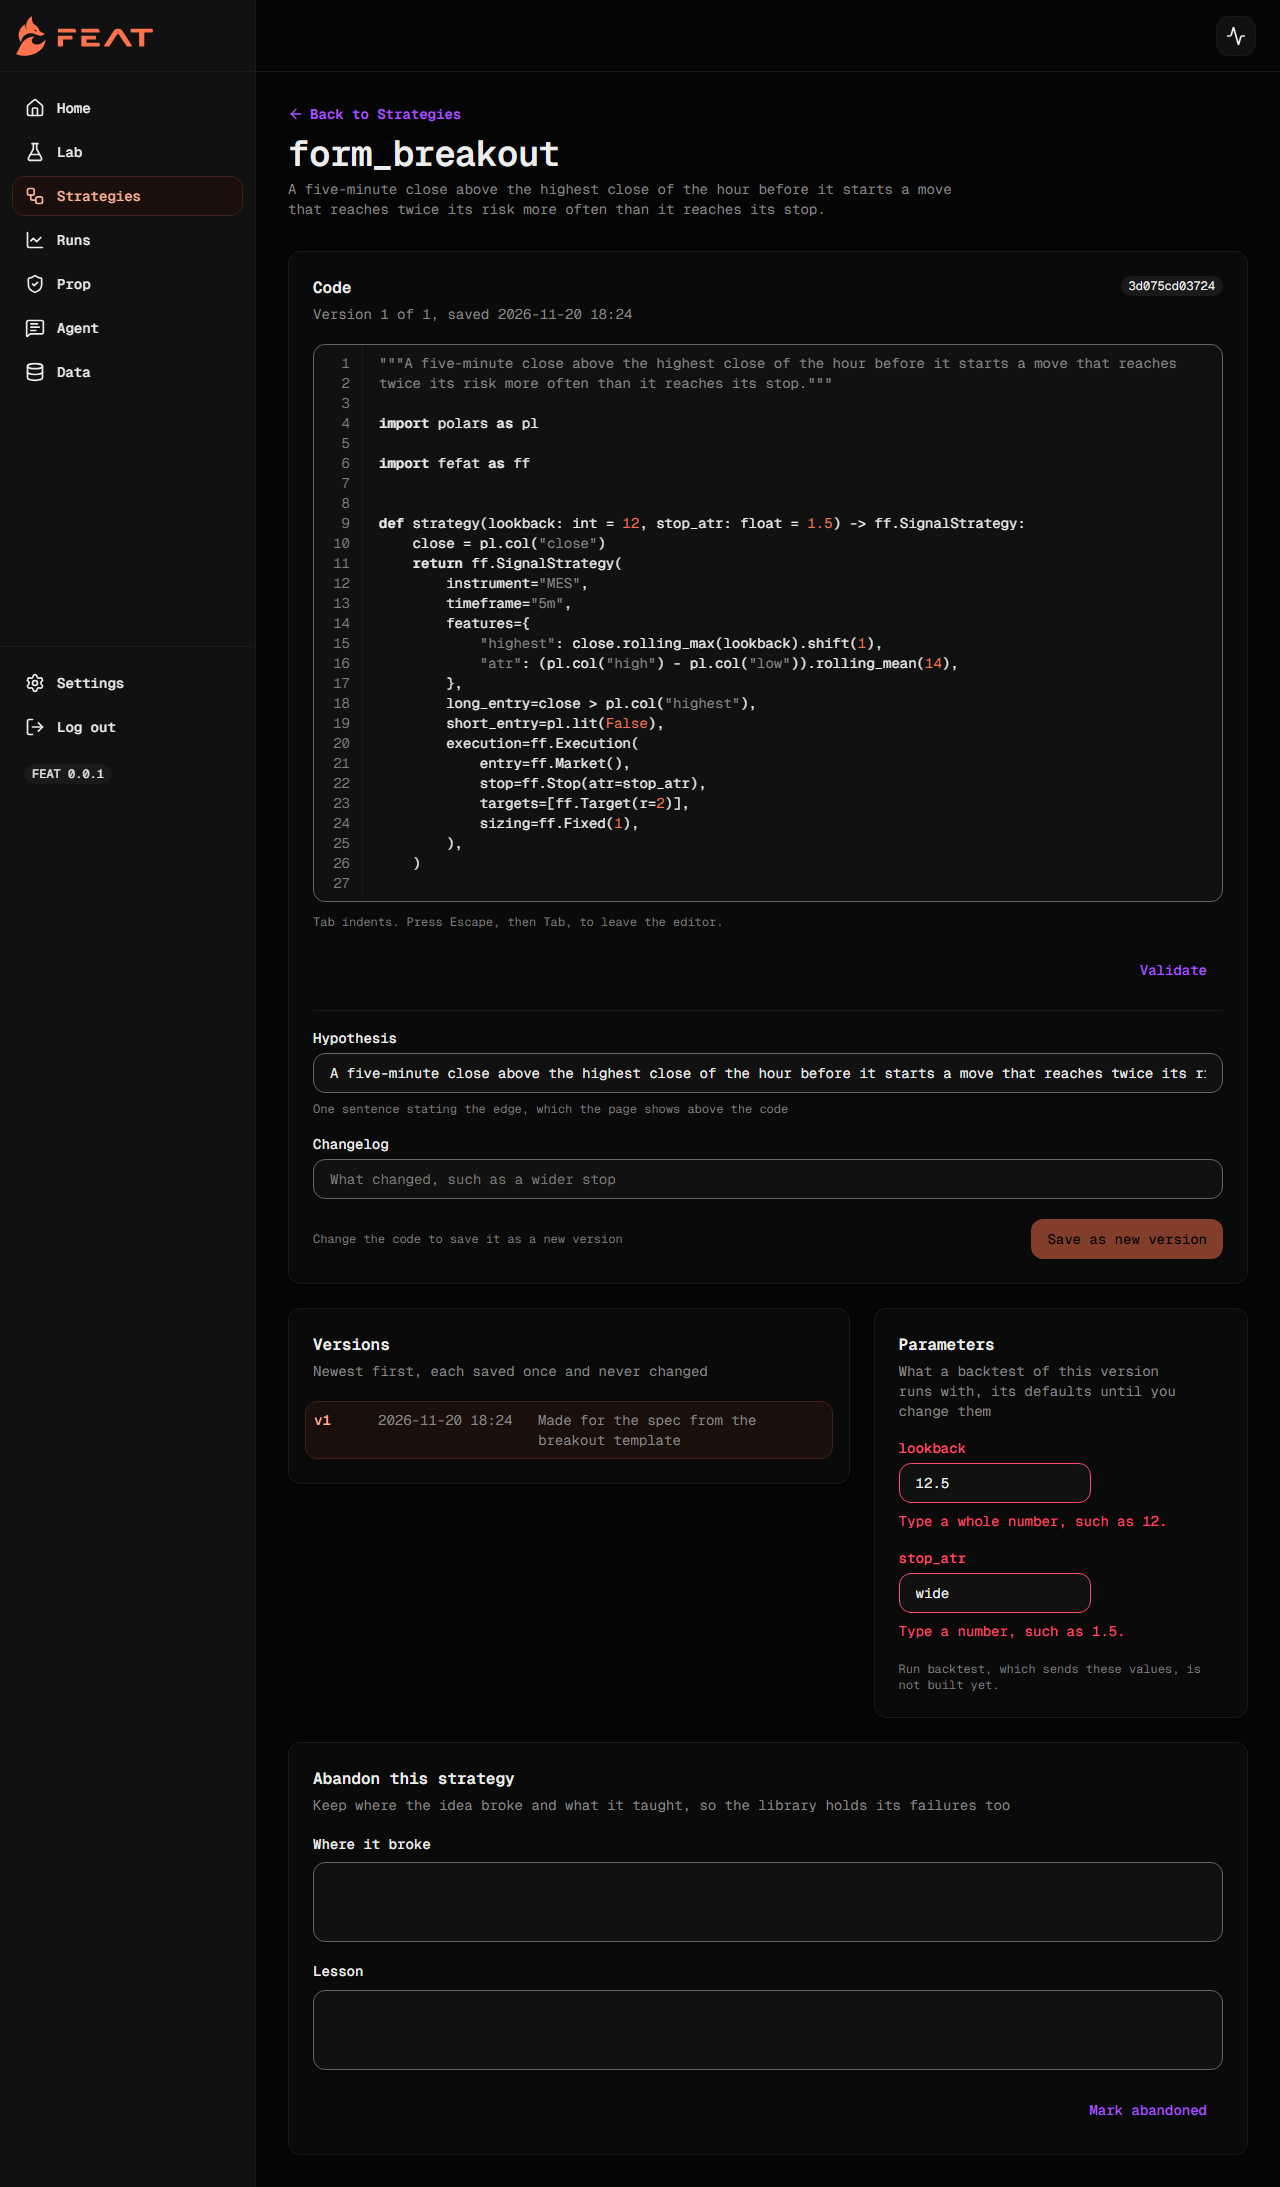 FEAT
Home
Lab
Strategies
Runs
Prop
Agent
Data
Settings
Log out
FEAT 0.0.1
Back to Strategies
form_breakout
A five-minute close above the highest close of the hour before it starts a move
that reaches twice its risk more often than it reaches its stop.
Code
3d075cd03724
Version 1 of 1, saved 2026-11-20 18:24
1 """A five-minute close above the highest close of the hour before it starts a move that reaches
2 twice its risk more often than it reaches its stop."""
3
4 import polars as pl
5
6 import fefat as ff
7
8
9 def strategy(lookback: int = 12, stop_atr: float = 1.5) -> ff.SignalStrategy:
10     close = pl.col("close")
11     return ff.SignalStrategy(
12         instrument="MES",
13         timeframe="5m",
14         features={
15             "highest": close.rolling_max(lookback).shift(1),
16             "atr": (pl.col("high") - pl.col("low")).rolling_mean(14),
17         },
18         long_entry=close > pl.col("highest"),
19         short_entry=pl.lit(False),
20         execution=ff.Execution(
21             entry=ff.Market(),
22             stop=ff.Stop(atr=stop_atr),
23             targets=[ff.Target(r=2)],
24             sizing=ff.Fixed(1),
25         ),
26     )
27
Tab indents. Press Escape, then Tab, to leave the editor.
Validate
Hypothesis
A five-minute close above the highest close of the hour before it starts a move that reaches twice its
One sentence stating the edge, which the page shows above the code
Changelog
What changed, such as a wider stop
Change the code to save it as a new version
Save as new version
Versions
Newest first, each saved once and never changed
v1 2026-11-20 18:24 Made for the spec from the
breakout template
Parameters
What a backtest of this version
runs with, its defaults until you
change them
lookback
12.5
Type a whole number, such as 12.
stop_atr
wide
Type a number, such as 1.5.
Run backtest, which sends these values, is
not built yet.
Abandon this strategy
Keep where the idea broke and what it taught, so the library holds its failures too
Where it broke
Lesson
Mark abandoned